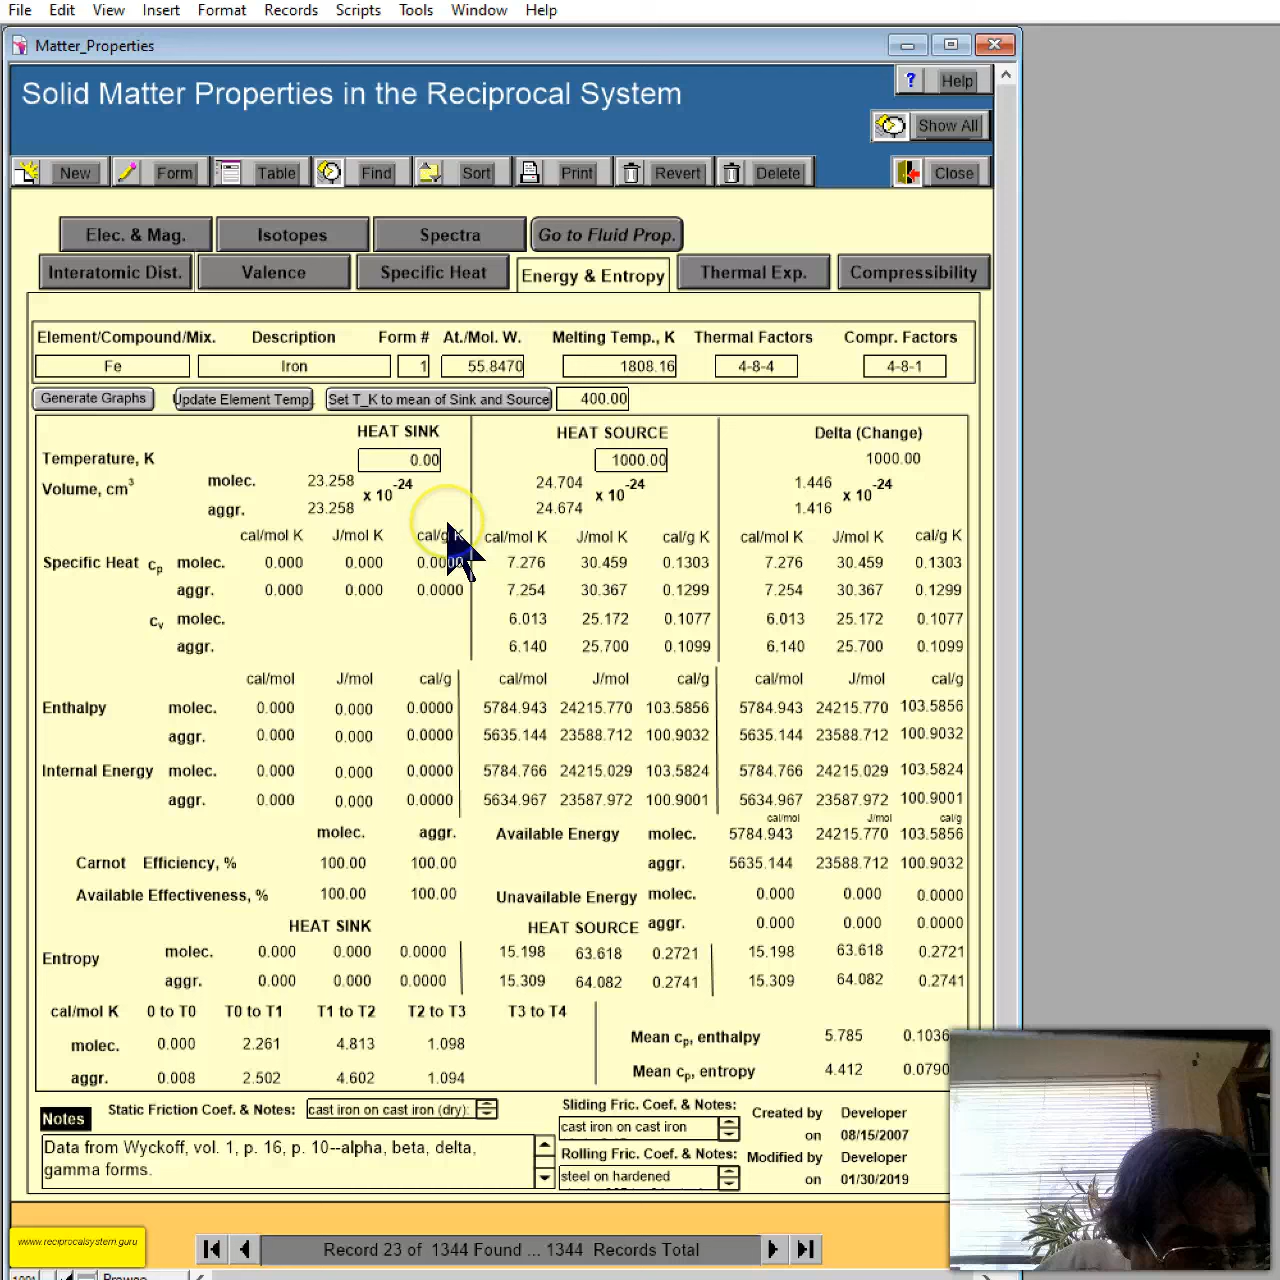 File Edit View Insert Format Records Scripts Tools Window Help
Matter_Properties
Solid Matter Properties in the Reciprocal System
? Help
Show All
New Form Table Find Sort Print Revert Delete Close
Elec. & Mag. Isotopes Spectra Go to Fluid Prop.
Interatomic Dist. Valence Specific Heat Energy & Entropy Thermal Exp. Compressibility
Element/Compound/Mix. Description Form # At./Mol. W. Melting Temp., K Thermal Factors Compr. Factors
Fe Iron 1 55.8470 1808.16 4-8-4 4-8-1
Generate Graphs Update Element Temp. Set T_K to mean of Sink and Source 400.00
HEAT SINK HEAT SOURCE Delta (Change)
Temperature, K 0.00 1000.00 1000.00
Volume, cm³ molec. 23.258 x 10⁻²⁴ 24.704 x 10⁻²⁴ 1.446 x 10⁻²⁴
aggr. 23.258 24.674 1.416
cal/mol K J/mol K cal/g K cal/mol K J/mol K cal/g K cal/mol K J/mol K cal/g K
Specific Heat cp molec. 0.000 0.000 0.0000 7.276 30.459 0.1303 7.276 30.459 0.1303
aggr. 0.000 0.000 0.0000 7.254 30.367 0.1299 7.254 30.367 0.1299
cv molec. 6.013 25.172 0.1077 6.013 25.172 0.1077
aggr. 6.140 25.700 0.1099 6.140 25.700 0.1099
cal/mol J/mol cal/g cal/mol J/mol cal/g cal/mol J/mol cal/g
Enthalpy molec. 0.000 0.000 0.0000 5784.943 24215.770 103.5856 5784.943 24215.770 103.5856
aggr. 0.000 0.000 0.0000 5635.144 23588.712 100.9032 5635.144 23588.712 100.9032
Internal Energy molec. 0.000 0.000 0.0000 5784.766 24215.029 103.5824 5784.766 24215.029 103.5824
aggr. 0.000 0.000 0.0000 5634.967 23587.972 100.9001 5634.967 23587.972 100.9001
cal/mol J/mol cal/g
molec. aggr. Available Energy molec. 5784.943 24215.770 103.5856
Carnot Efficiency, % 100.00 100.00 aggr. 5635.144 23588.712 100.9032
Available Effectiveness, % 100.00 100.00 Unavailable Energy molec. 0.000 0.000 0.0000
HEAT SINK HEAT SOURCE aggr. 0.000 0.000 0.0000
Entropy molec. 0.000 0.000 0.0000 15.198 63.618 0.2721 15.198 63.618 0.2721
aggr. 0.000 0.000 0.0000 15.309 64.082 0.2741 15.309 64.082 0.2741
cal/mol K 0 to T0 T0 to T1 T1 to T2 T2 to T3 T3 to T4
molec. 0.000 2.261 4.813 1.098 Mean cp, enthalpy 5.785 0.1036
aggr. 0.008 2.502 4.602 1.094 Mean cp, entropy 4.412 0.0790
Notes Static Friction Coef. & Notes: cast iron on cast iron (dry): Sliding Fric. Coef. & Notes: Created by Developer
cast iron on cast iron on 08/15/2007
Data from Wyckoff, vol. 1, p. 16, p. 10--alpha, beta, delta, Rolling Fric. Coef. & Notes: Modified by Developer
gamma forms. steel on hardened on 01/30/2019
www.reciprocalsystem.guru Record 23 of 1344 Found ... 1344 Records Total